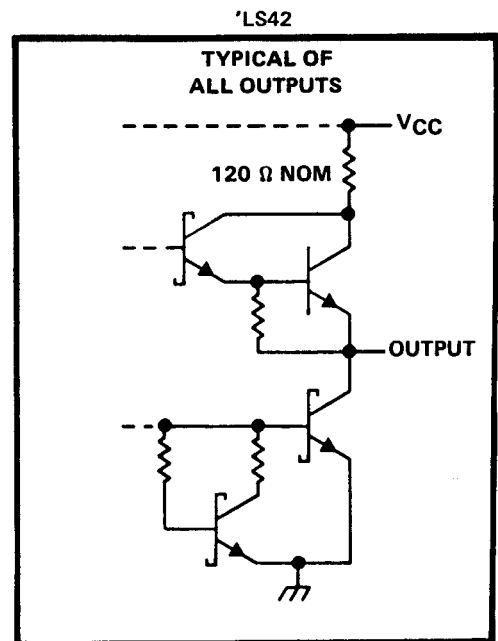 'LS42
TYPICAL OF
ALL OUTPUTS
VCC
120 Ω NOM
OUTPUT